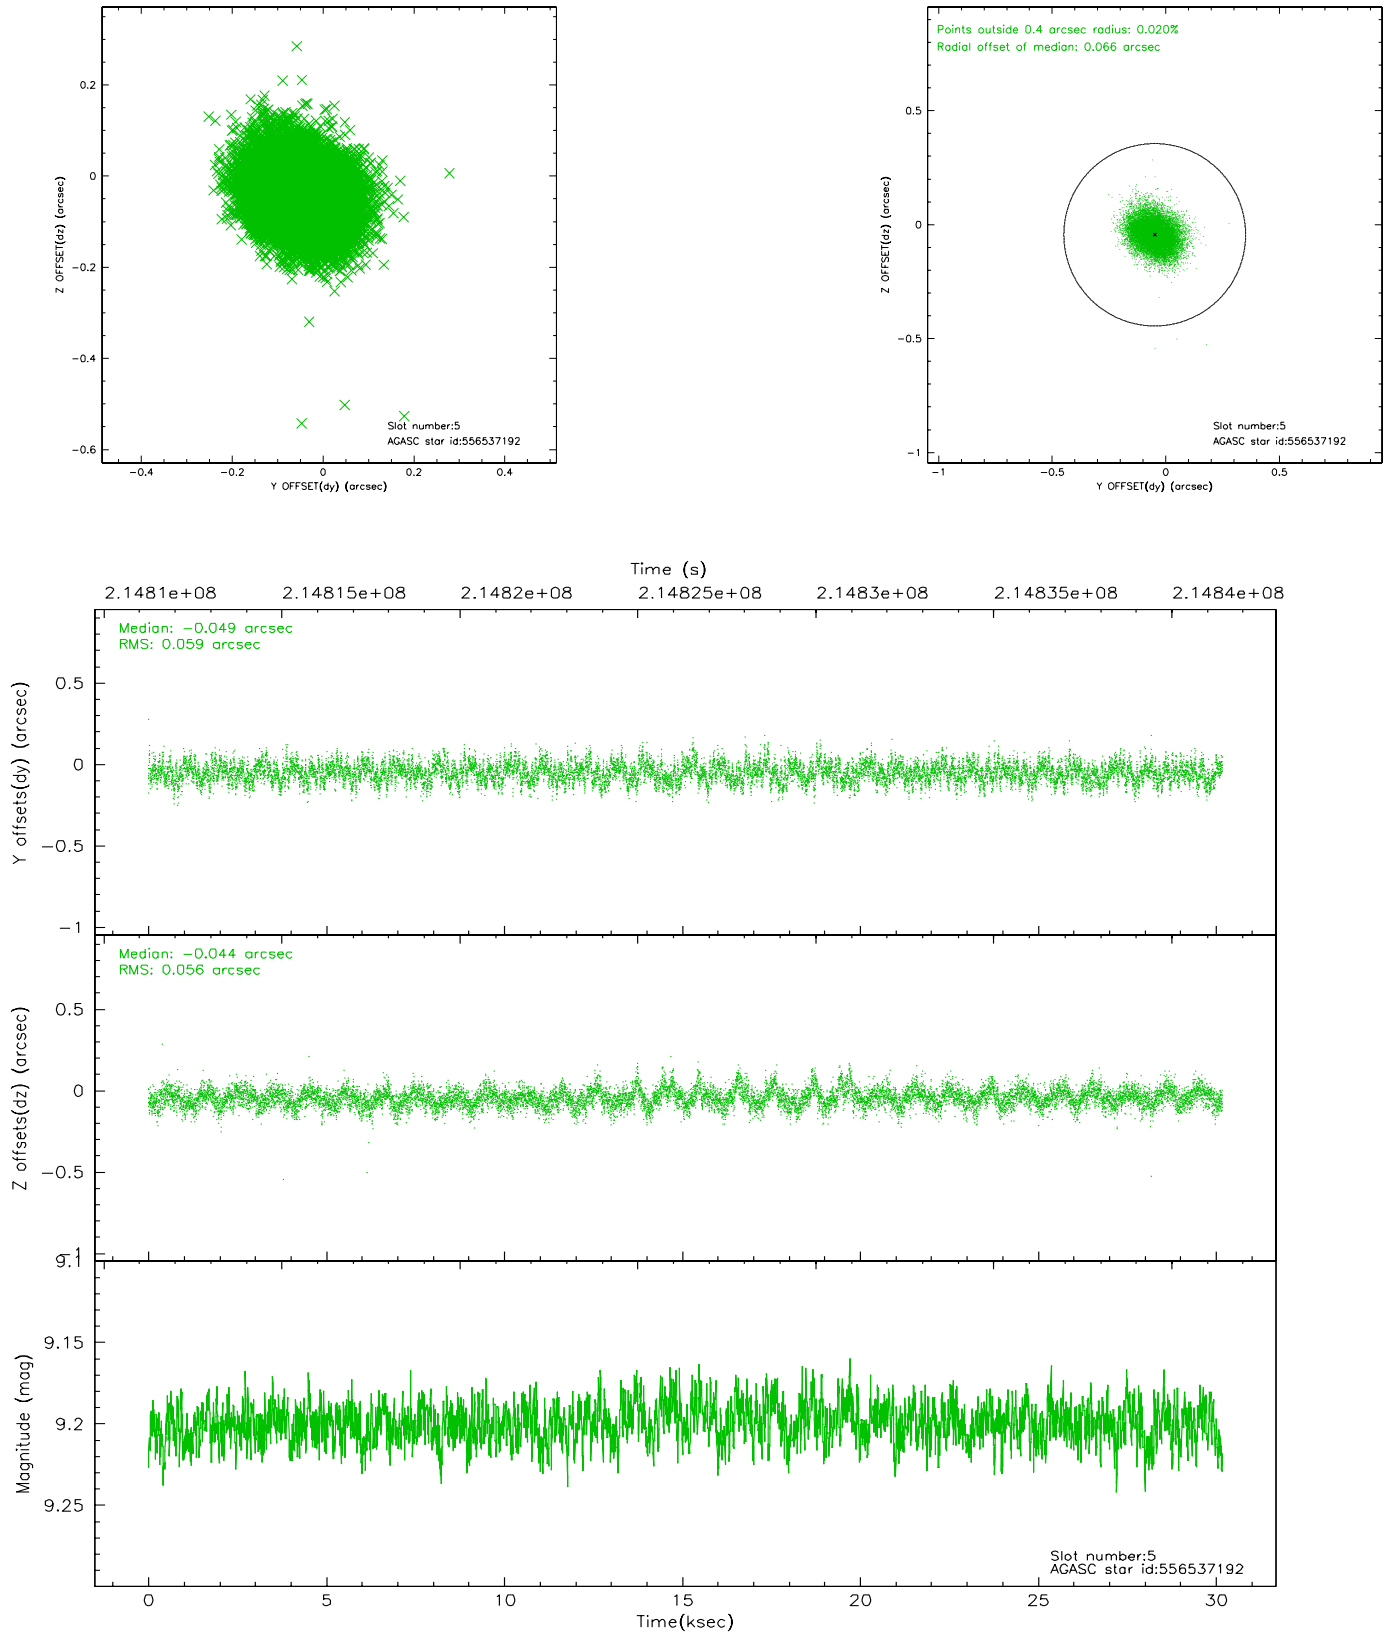 0.2
0
−0.2
−0.4
−0.6
Z OFFSET(dz) (arcsec)
−0.4 −0.2 0 0.2 0.4
Y OFFSET(dy) (arcsec)
Slot number:5
AGASC star id:556537192
Points outside 0.4 arcsec radius: 0.020%
Radial offset of median: 0.066 arcsec
0.5
0
−0.5
−1
Z OFFSET(dz) (arcsec)
−1 −0.5 0 0.5
Y OFFSET(dy) (arcsec)
Slot number:5
AGASC star id:556537192
Time (s)
2.1481e+08 2.14815e+08 2.1482e+08 2.14825e+08 2.1483e+08 2.14835e+08 2.1484e+08
Median: −0.049 arcsec
RMS: 0.059 arcsec
0.5
0
−0.5
−1
Y offsets(dy) (arcsec)
Median: −0.044 arcsec
RMS: 0.056 arcsec
0.5
0
−0.5
−1
Z offsets(dz) (arcsec)
9.1
9.15
9.2
9.25
Magnitude (mag)
Slot number:5
AGASC star id:556537192
0 5 10 15 20 25 30
Time(ksec)